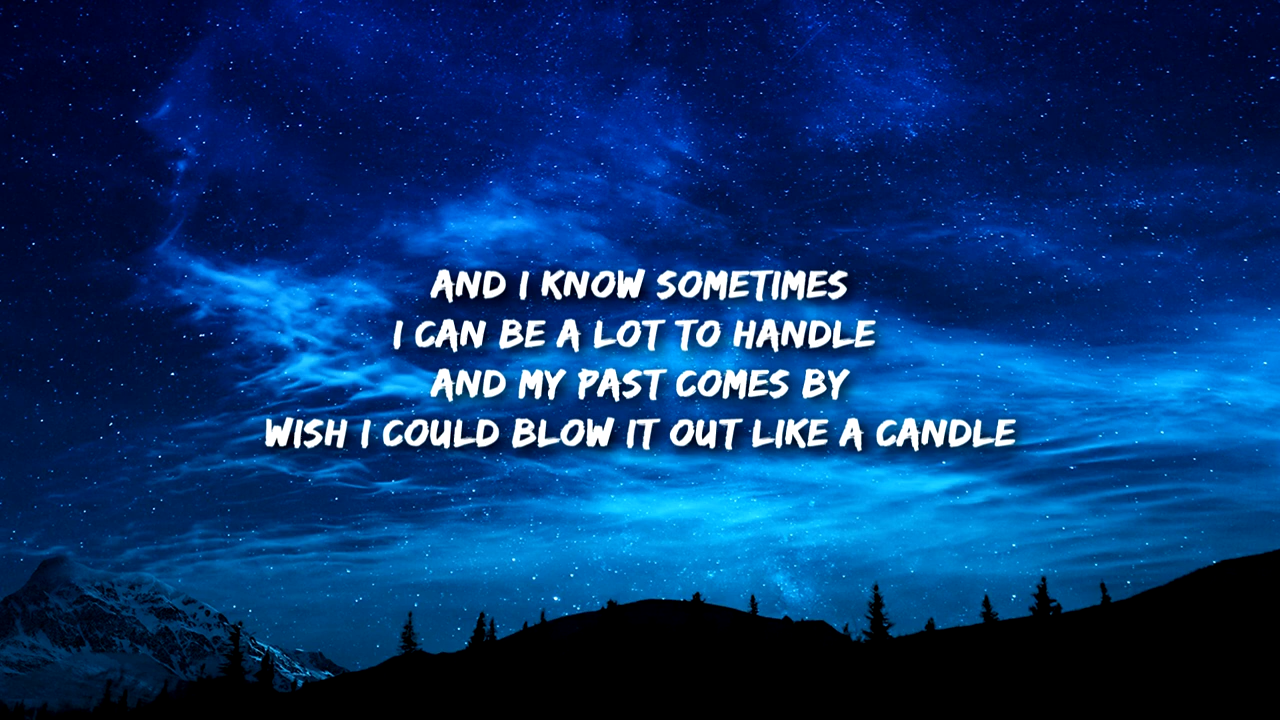 AND I KNOW SOMETIMES
I CAN BE A LOT TO HANDLE
AND MY PAST COMES BY
WISH I COULD BLOW IT OUT LIKE A CANDLE